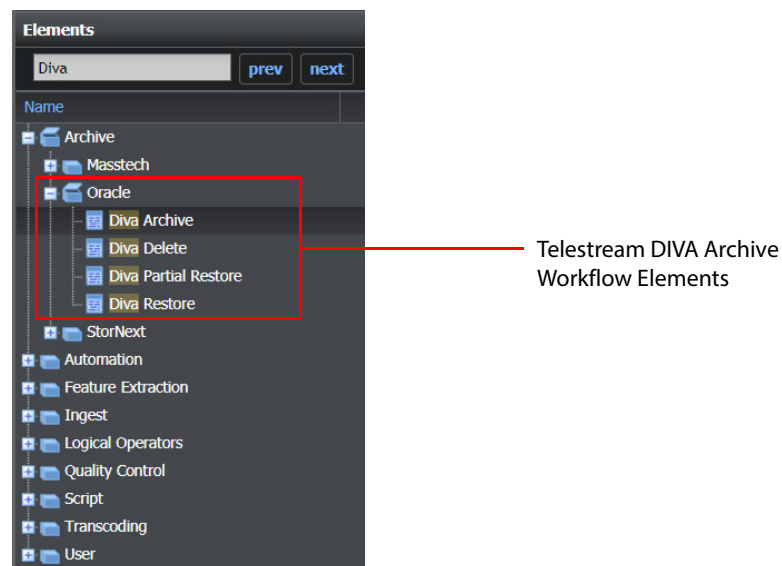 Elements
Diva prev next
Name
Archive
Masstech
Oracle
Diva Archive
Diva Delete
Diva Partial Restore
Diva Restore
StorNext
Automation
Feature Extraction
Ingest
Logical Operators
Quality Control
Script
Transcoding
User
Telestream DIVA Archive
Workflow Elements